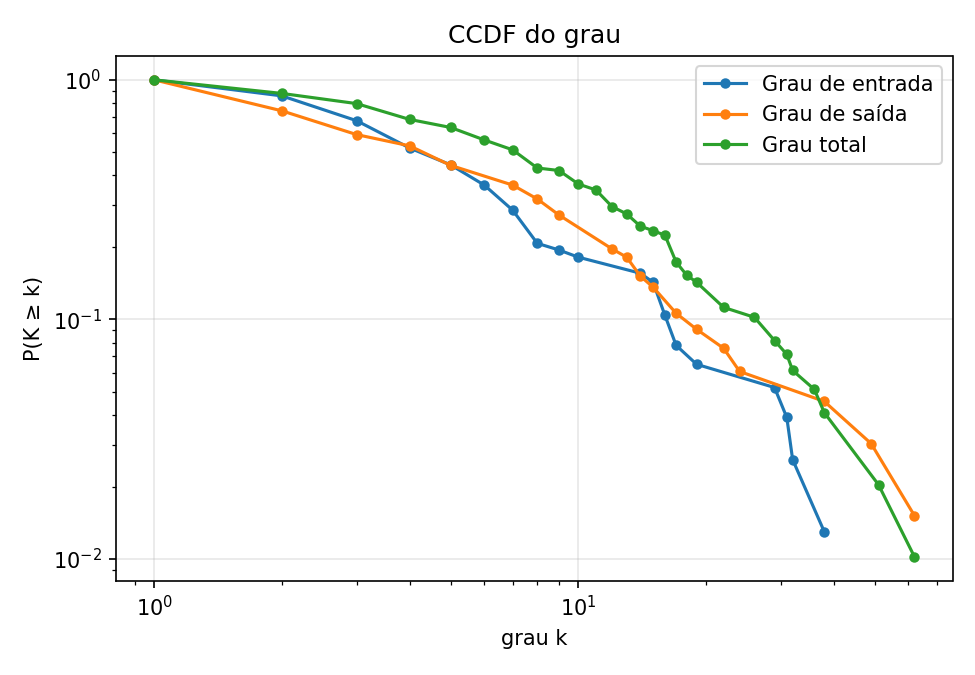 CCDF do grau
Grau de entrada
Grau de saída
Grau total
P(K ≥ k)
10⁰
10⁻¹
10⁻²
10⁰
10¹
grau k